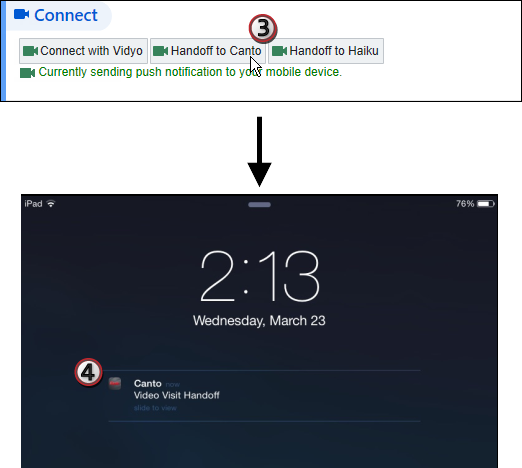 Connect
3
Connect with Vidyo Handoff to Canto Handoff to Haiku
Currently sending push notification to your mobile device.
iPad 76%
2:13
Wednesday, March 23
4
Canto now
Video Visit Handoff
slide to view